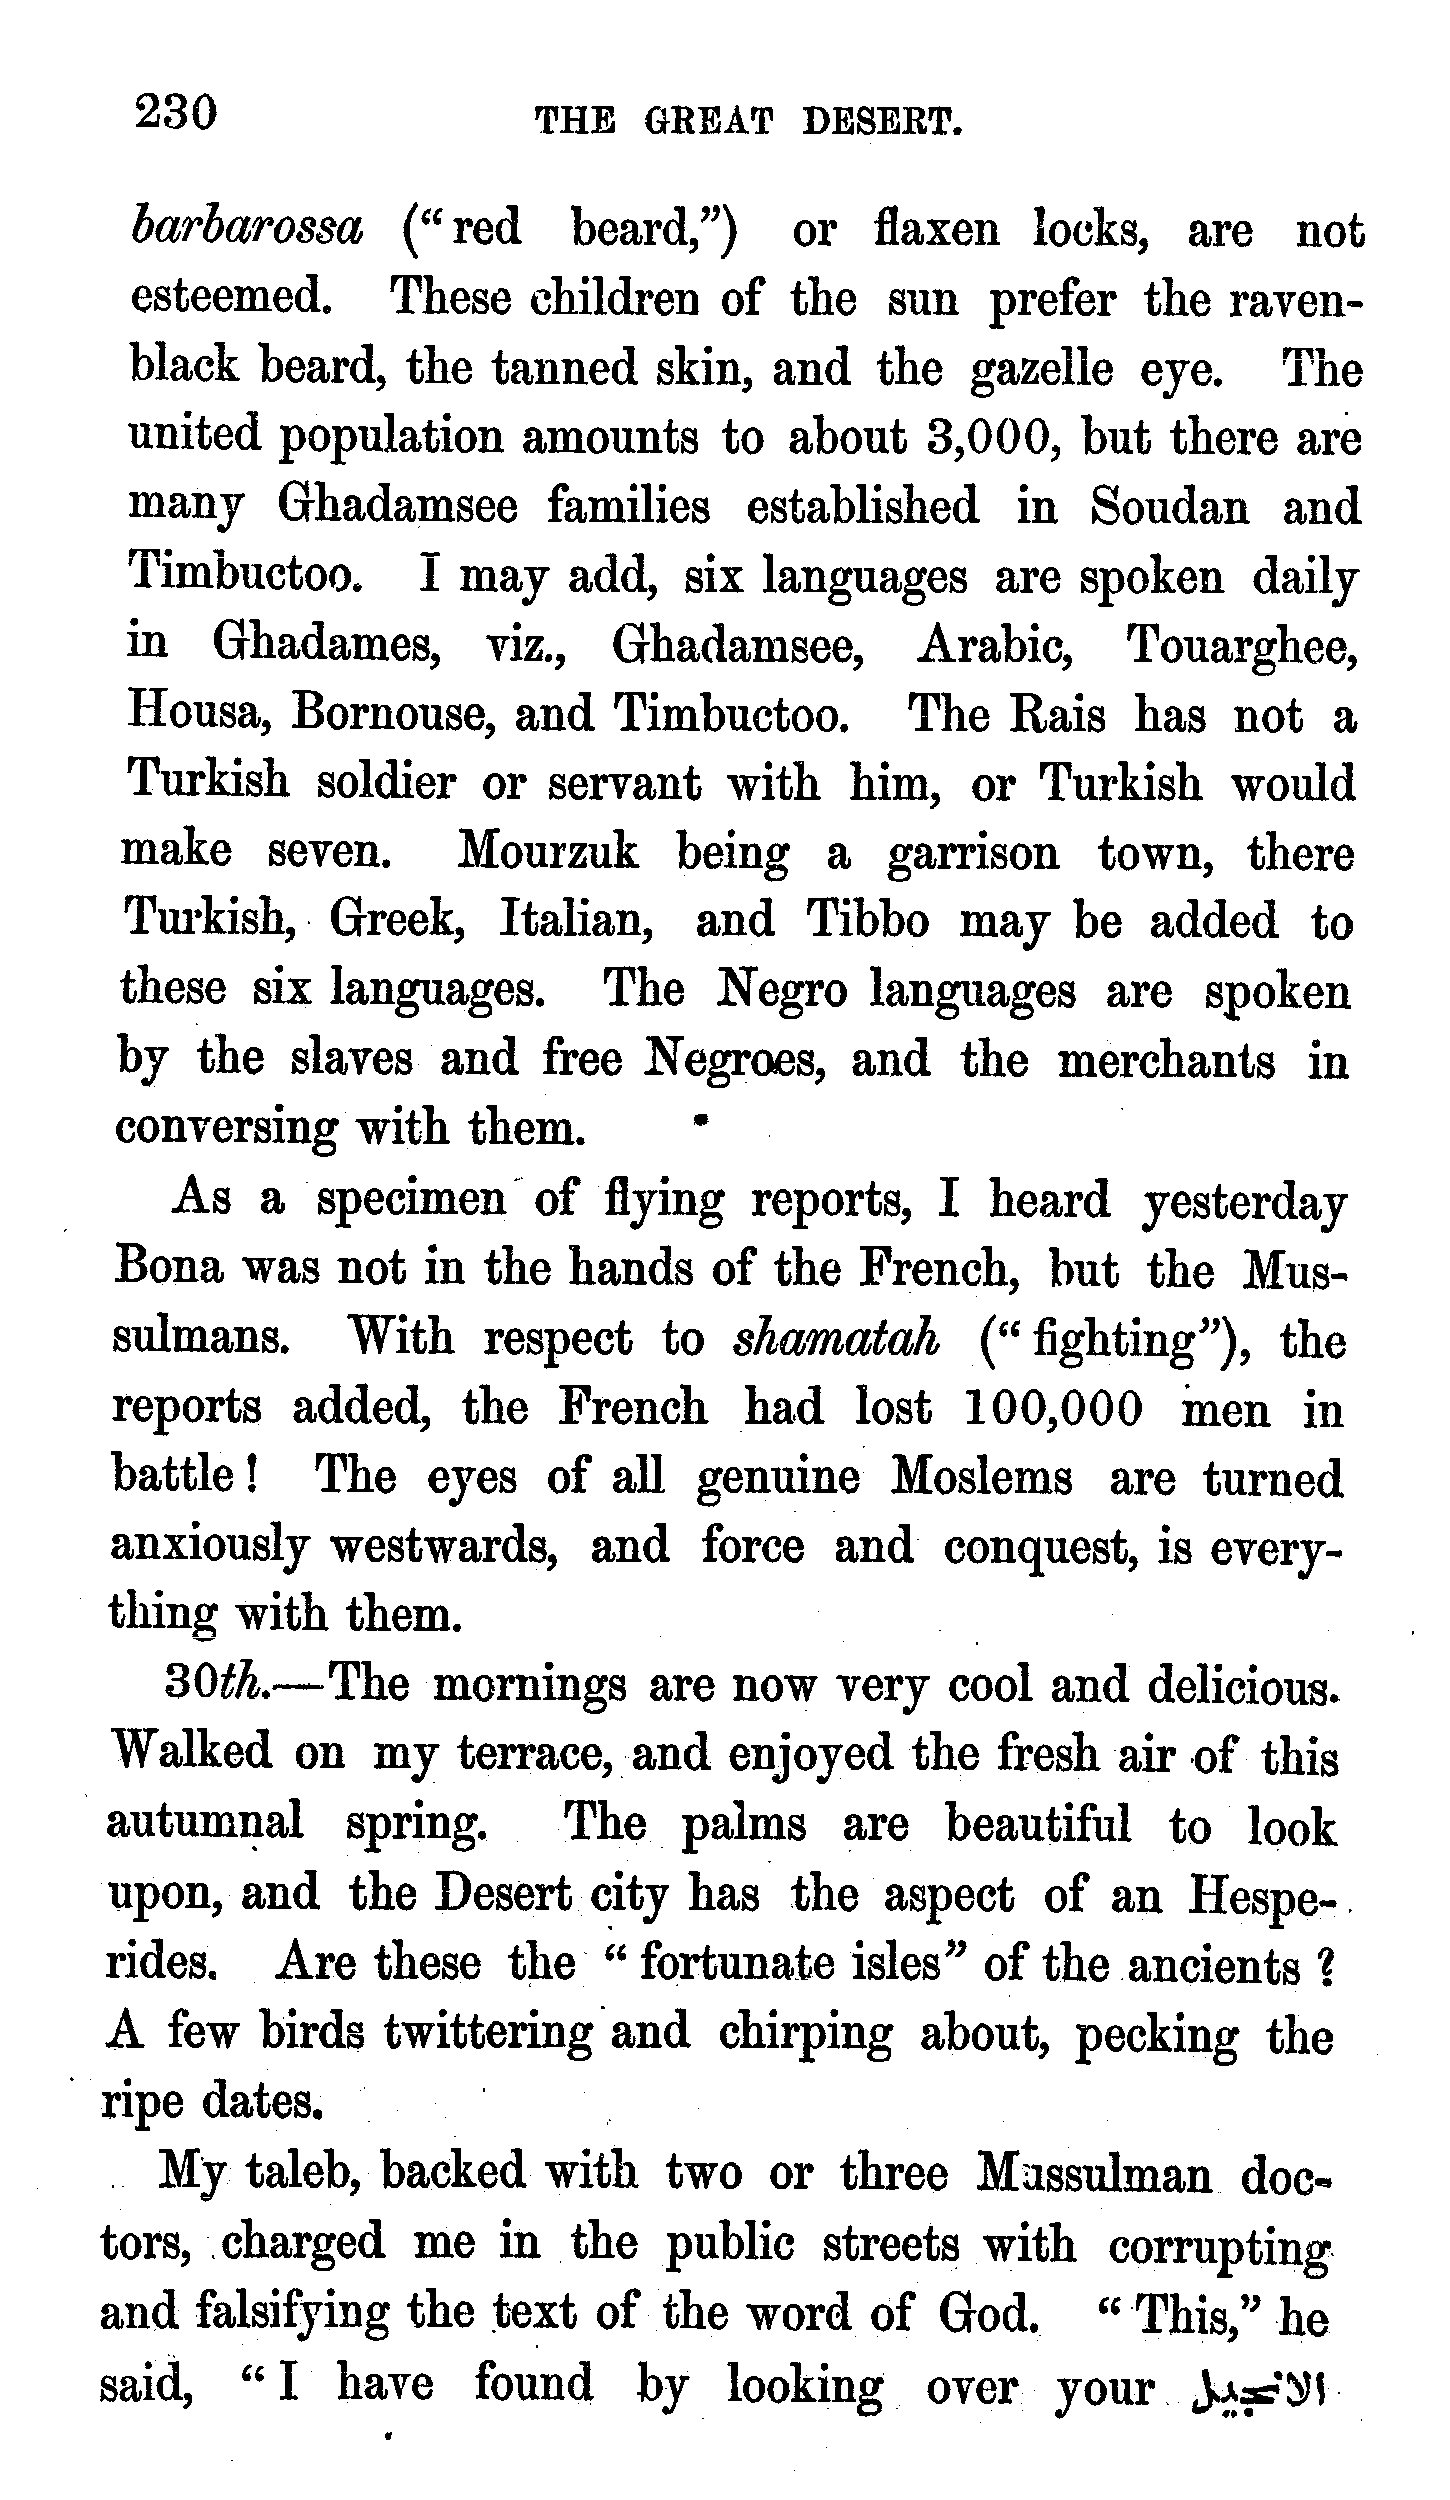 230 THE GREAT DESERT.
barbarossa (“red beard,”) or flaxen locks, are not
esteemed. These children of the sun prefer the raven-
black beard, the tanned skin, and the gazelle eye. The
united population amounts to about 3,000, but there are
many Ghadamsee families established in Soudan and
Timbuctoo. I may add, six languages are spoken daily
in Ghadames, viz., Ghadamsee, Arabic, Touarghee,
Housa, Bornouse, and Timbuctoo. The Rais has not a
Turkish soldier or servant with him, or Turkish would
make seven. Mourzuk being a garrison town, there
Turkish, Greek, Italian, and Tibbo may be added to
these six languages. The Negro languages are spoken
by the slaves and free Negroes, and the merchants in
conversing with them.
As a specimen of flying reports, I heard yesterday
Bona was not in the hands of the French, but the Mus-
sulmans. With respect to shamatah (“fighting”), the
reports added, the French had lost 100,000 men in
battle! The eyes of all genuine Moslems are turned
anxiously westwards, and force and conquest, is every-
thing with them.
30th.—The mornings are now very cool and delicious.
Walked on my terrace, and enjoyed the fresh air of this
autumnal spring. The palms are beautiful to look
upon, and the Desert city has the aspect of an Hespe-
rides. Are these the “fortunate isles” of the ancients?
A few birds twittering and chirping about, pecking the
ripe dates.
My taleb, backed with two or three Mussulman doc-
tors, charged me in the public streets with corrupting
and falsifying the text of the word of God. “This,” he
said, “I have found by looking over your الانجيل